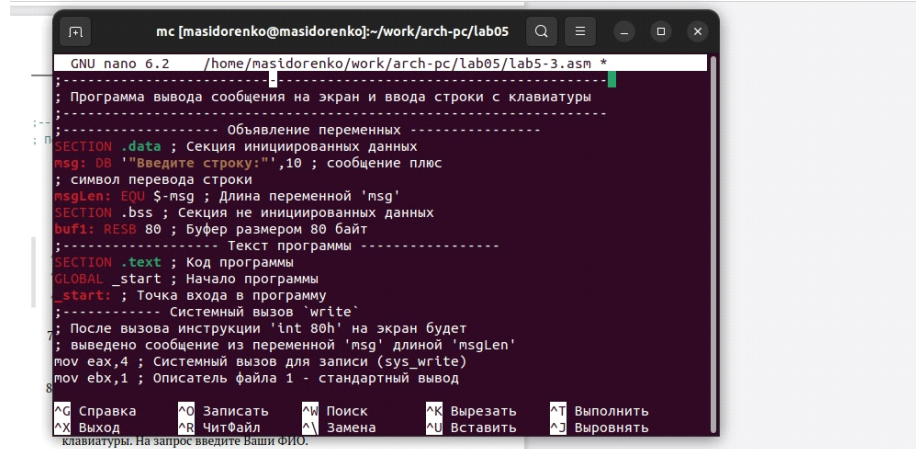 mc [masidorenko@masidorenko]:~/work/arch-pc/lab05
GNU nano 6.2 /home/masidorenko/work/arch-pc/lab05/lab5-3.asm *
;--------------------------------------------------------------------
; Программа вывода сообщения на экран и ввода строки с клавиатуры
;--------------------------------------------------------------------
;------------------- Объявление переменных ----------------
SECTION .data ; Секция инициированных данных
msg: DB '"Введите строку:"',10 ; сообщение плюс
; символ перевода строки
msgLen: EQU $-msg ; Длина переменной 'msg'
SECTION .bss ; Секция не инициированных данных
buf1: RESB 80 ; Буфер размером 80 байт
;------------------- Текст программы -----------------
SECTION .text ; Код программы
GLOBAL _start ; Начало программы
_start: ; Точка входа в программу
;------------ Системный вызов `write`
; После вызова инструкции 'int 80h' на экран будет
; выведено сообщение из переменной 'msg' длиной 'msgLen'
mov eax,4 ; Системный вызов для записи (sys_write)
mov ebx,1 ; Описатель файла 1 - стандартный вывод
^G Справка ^O Записать ^W Поиск ^K Вырезать ^T Выполнить
^X Выход ^R ЧитФайл ^\ Замена ^U Вставить ^J Выровнять
клавиатуры. На запрос введите Ваши ФИО.